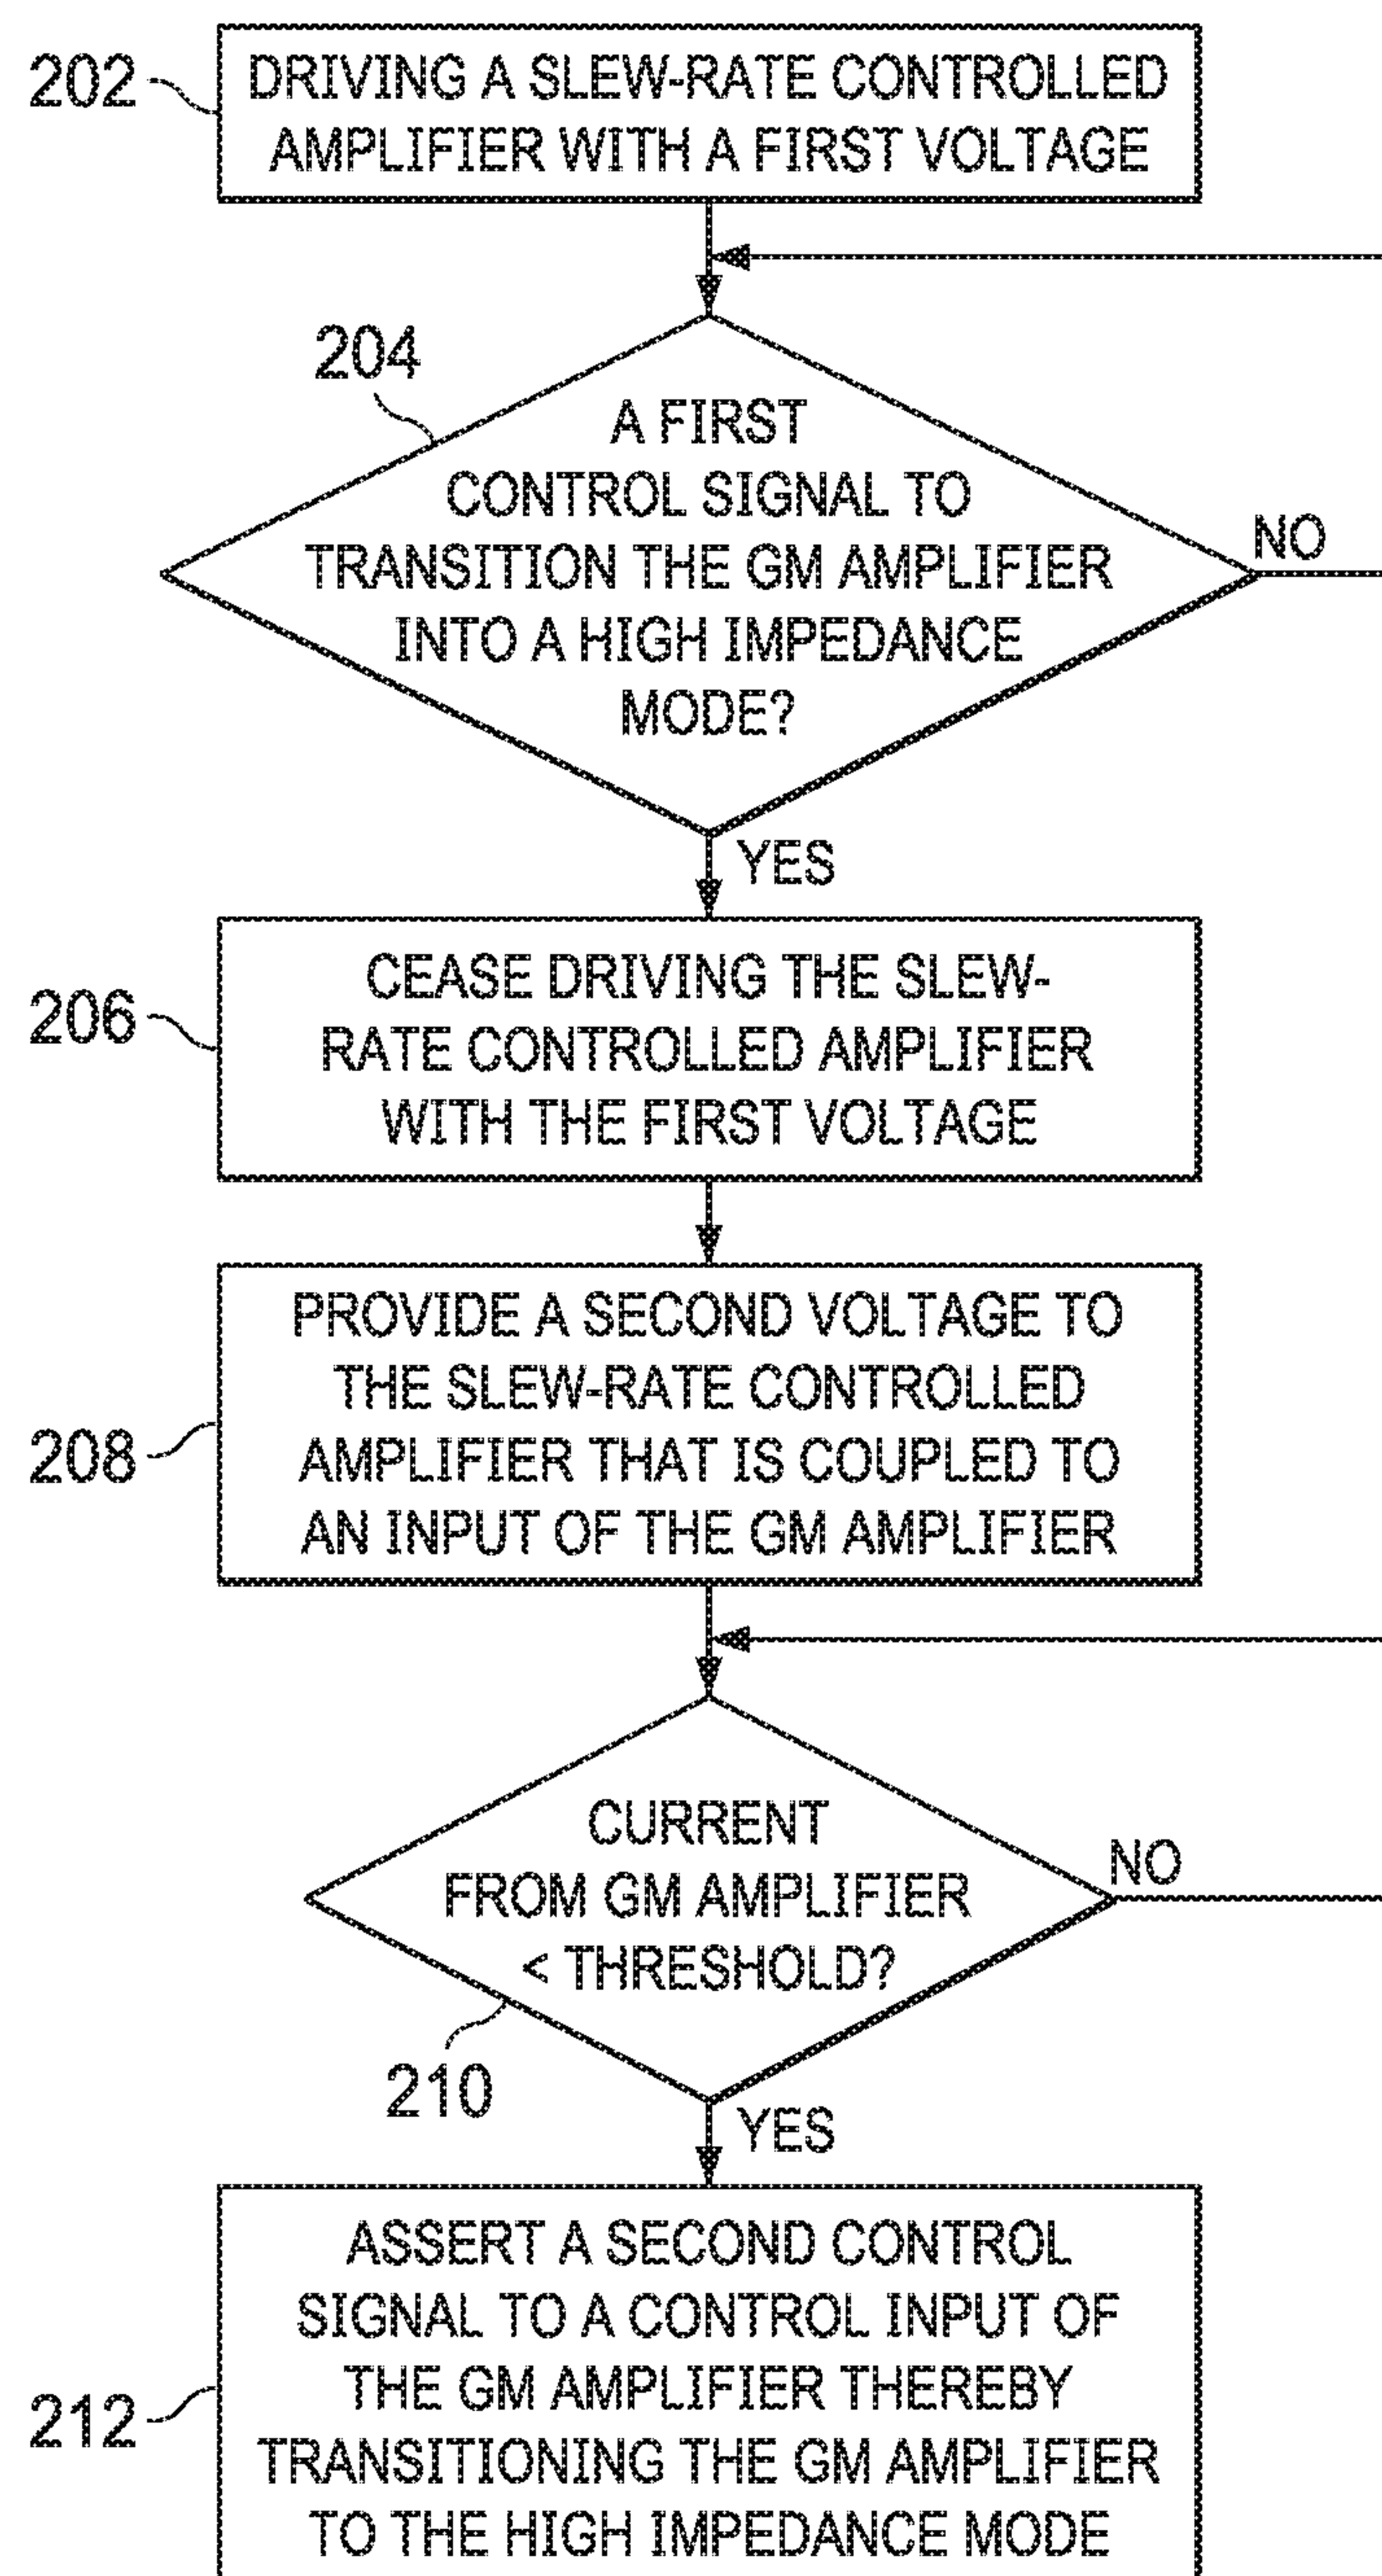 202
DRIVING A SLEW-RATE CONTROLLED
AMPLIFIER WITH A FIRST VOLTAGE
204
A FIRST
CONTROL SIGNAL TO
TRANSITION THE GM AMPLIFIER
INTO A HIGH IMPEDANCE
MODE?
NO
YES
206
CEASE DRIVING THE SLEW-
RATE CONTROLLED AMPLIFIER
WITH THE FIRST VOLTAGE
208
PROVIDE A SECOND VOLTAGE TO
THE SLEW-RATE CONTROLLED
AMPLIFIER THAT IS COUPLED TO
AN INPUT OF THE GM AMPLIFIER
CURRENT
FROM GM AMPLIFIER
< THRESHOLD?
NO
210
YES
212
ASSERT A SECOND CONTROL
SIGNAL TO A CONTROL INPUT OF
THE GM AMPLIFIER THEREBY
TRANSITIONING THE GM AMPLIFIER
TO THE HIGH IMPEDANCE MODE